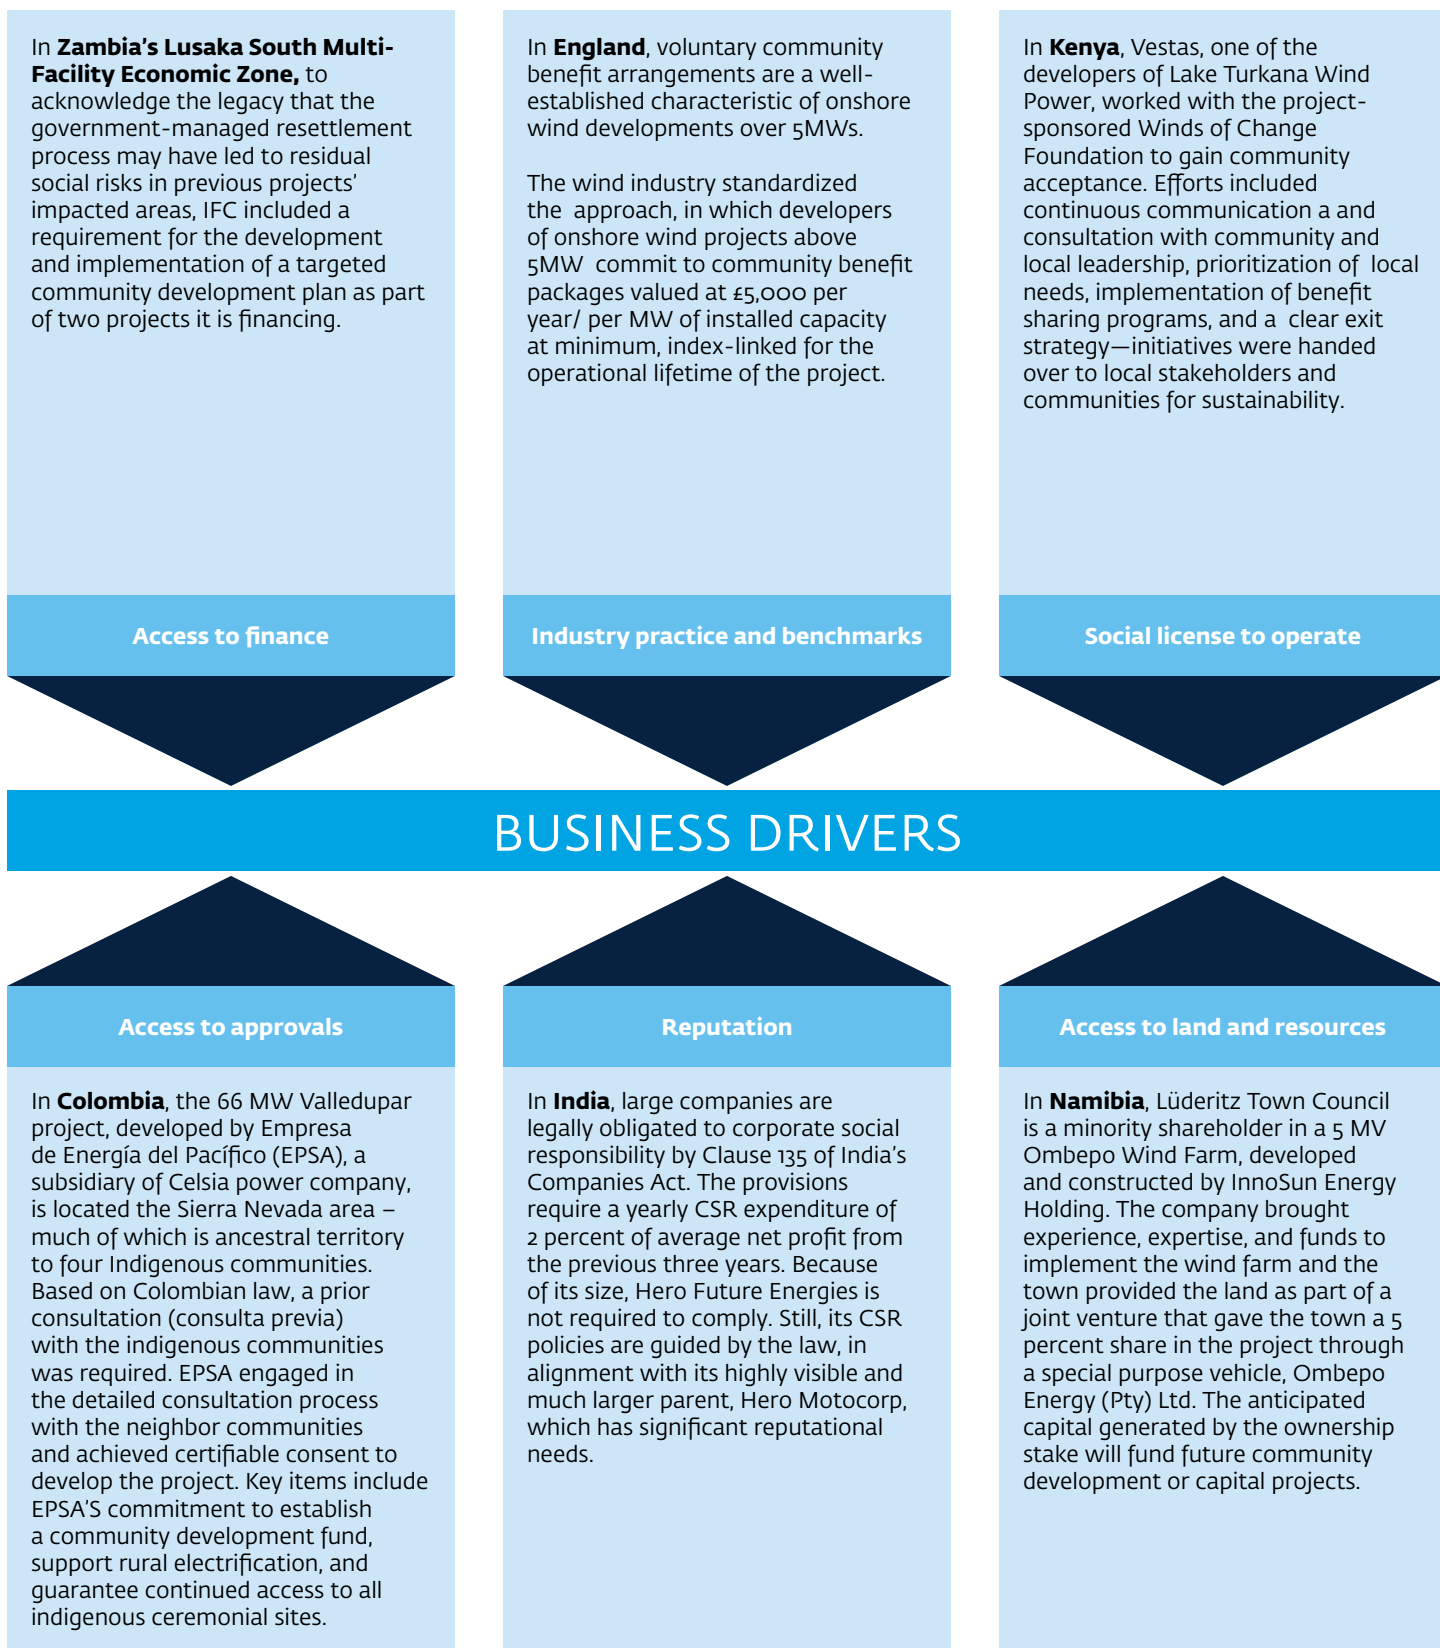 In Zambia's Lusaka South Multi-
Facility Economic Zone, to
acknowledge the legacy that the
government-managed resettlement
process may have led to residual
social risks in previous projects'
impacted areas, IFC included a
requirement for the development
and implementation of a targeted
community development plan as part
of two projects it is financing.
Access to finance
In England, voluntary community
benefit arrangements are a well-
established characteristic of onshore
wind developments over 5MWs.
The wind industry standardized
the approach, in which developers
of onshore wind projects above
5MW commit to community benefit
packages valued at £5,000 per
year/ per MW of installed capacity
at minimum, index-linked for the
operational lifetime of the project.
Industry practice and benchmarks
In Kenya, Vestas, one of the
developers of Lake Turkana Wind
Power, worked with the project-
sponsored Winds of Change
Foundation to gain community
acceptance. Efforts included
continuous communication a and
consultation with community and
local leadership, prioritization of local
needs, implementation of benefit
sharing programs, and a clear exit
strategy—initiatives were handed
over to local stakeholders and
communities for sustainability.
Social license to operate
BUSINESS DRIVERS
Access to approvals
In Colombia, the 66 MW Valledupar
project, developed by Empresa
de Energía del Pacífico (EPSA), a
subsidiary of Celsia power company,
is located the Sierra Nevada area –
much of which is ancestral territory
to four Indigenous communities.
Based on Colombian law, a prior
consultation (consulta previa)
with the indigenous communities
was required. EPSA engaged in
the detailed consultation process
with the neighbor communities
and achieved certifiable consent to
develop the project. Key items include
EPSA'S commitment to establish
a community development fund,
support rural electrification, and
guarantee continued access to all
indigenous ceremonial sites.
Reputation
In India, large companies are
legally obligated to corporate social
responsibility by Clause 135 of India's
Companies Act. The provisions
require a yearly CSR expenditure of
2 percent of average net profit from
the previous three years. Because
of its size, Hero Future Energies is
not required to comply. Still, its CSR
policies are guided by the law, in
alignment with its highly visible and
much larger parent, Hero Motocorp,
which has significant reputational
needs.
Access to land and resources
In Namibia, Lüderitz Town Council
is a minority shareholder in a 5 MV
Ombepo Wind Farm, developed
and constructed by InnoSun Energy
Holding. The company brought
experience, expertise, and funds to
implement the wind farm and the
town provided the land as part of a
joint venture that gave the town a 5
percent share in the project through
a special purpose vehicle, Ombepo
Energy (Pty) Ltd. The anticipated
capital generated by the ownership
stake will fund future community
development or capital projects.